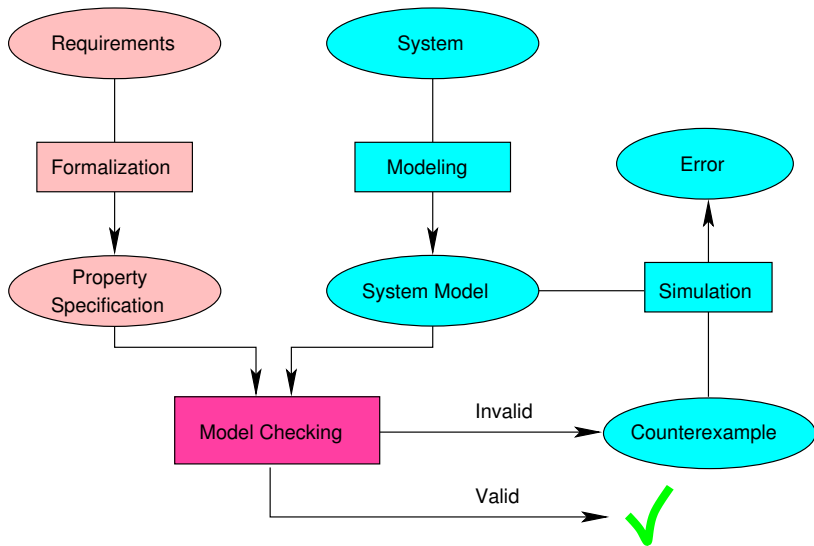 Requirements
System
Formalization
Modeling
Error
Property
Specification
System Model
Simulation
Model Checking
Invalid
Counterexample
Valid